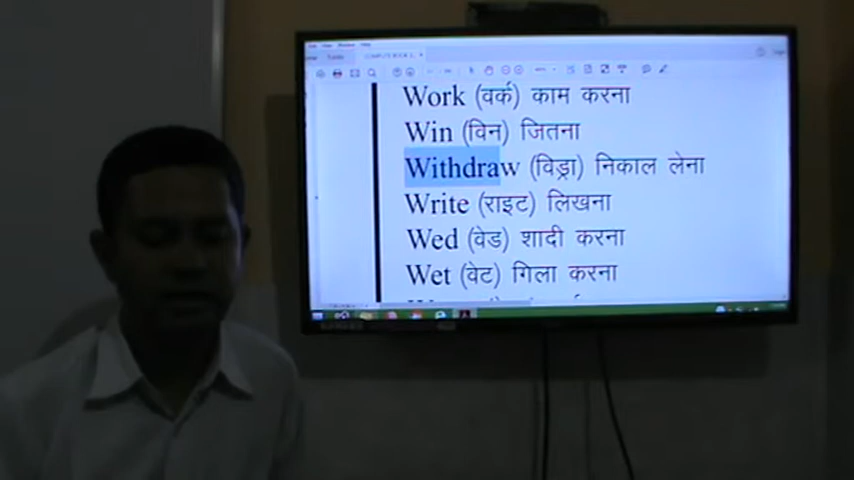 Work (वर्क) काम करना
Win (विन) जितना
Withdraw (विड्रा) निकाल लेना
Write (राइट) लिखना
Wed (वेड) शादी करना
Wet (वेट) गिला करना